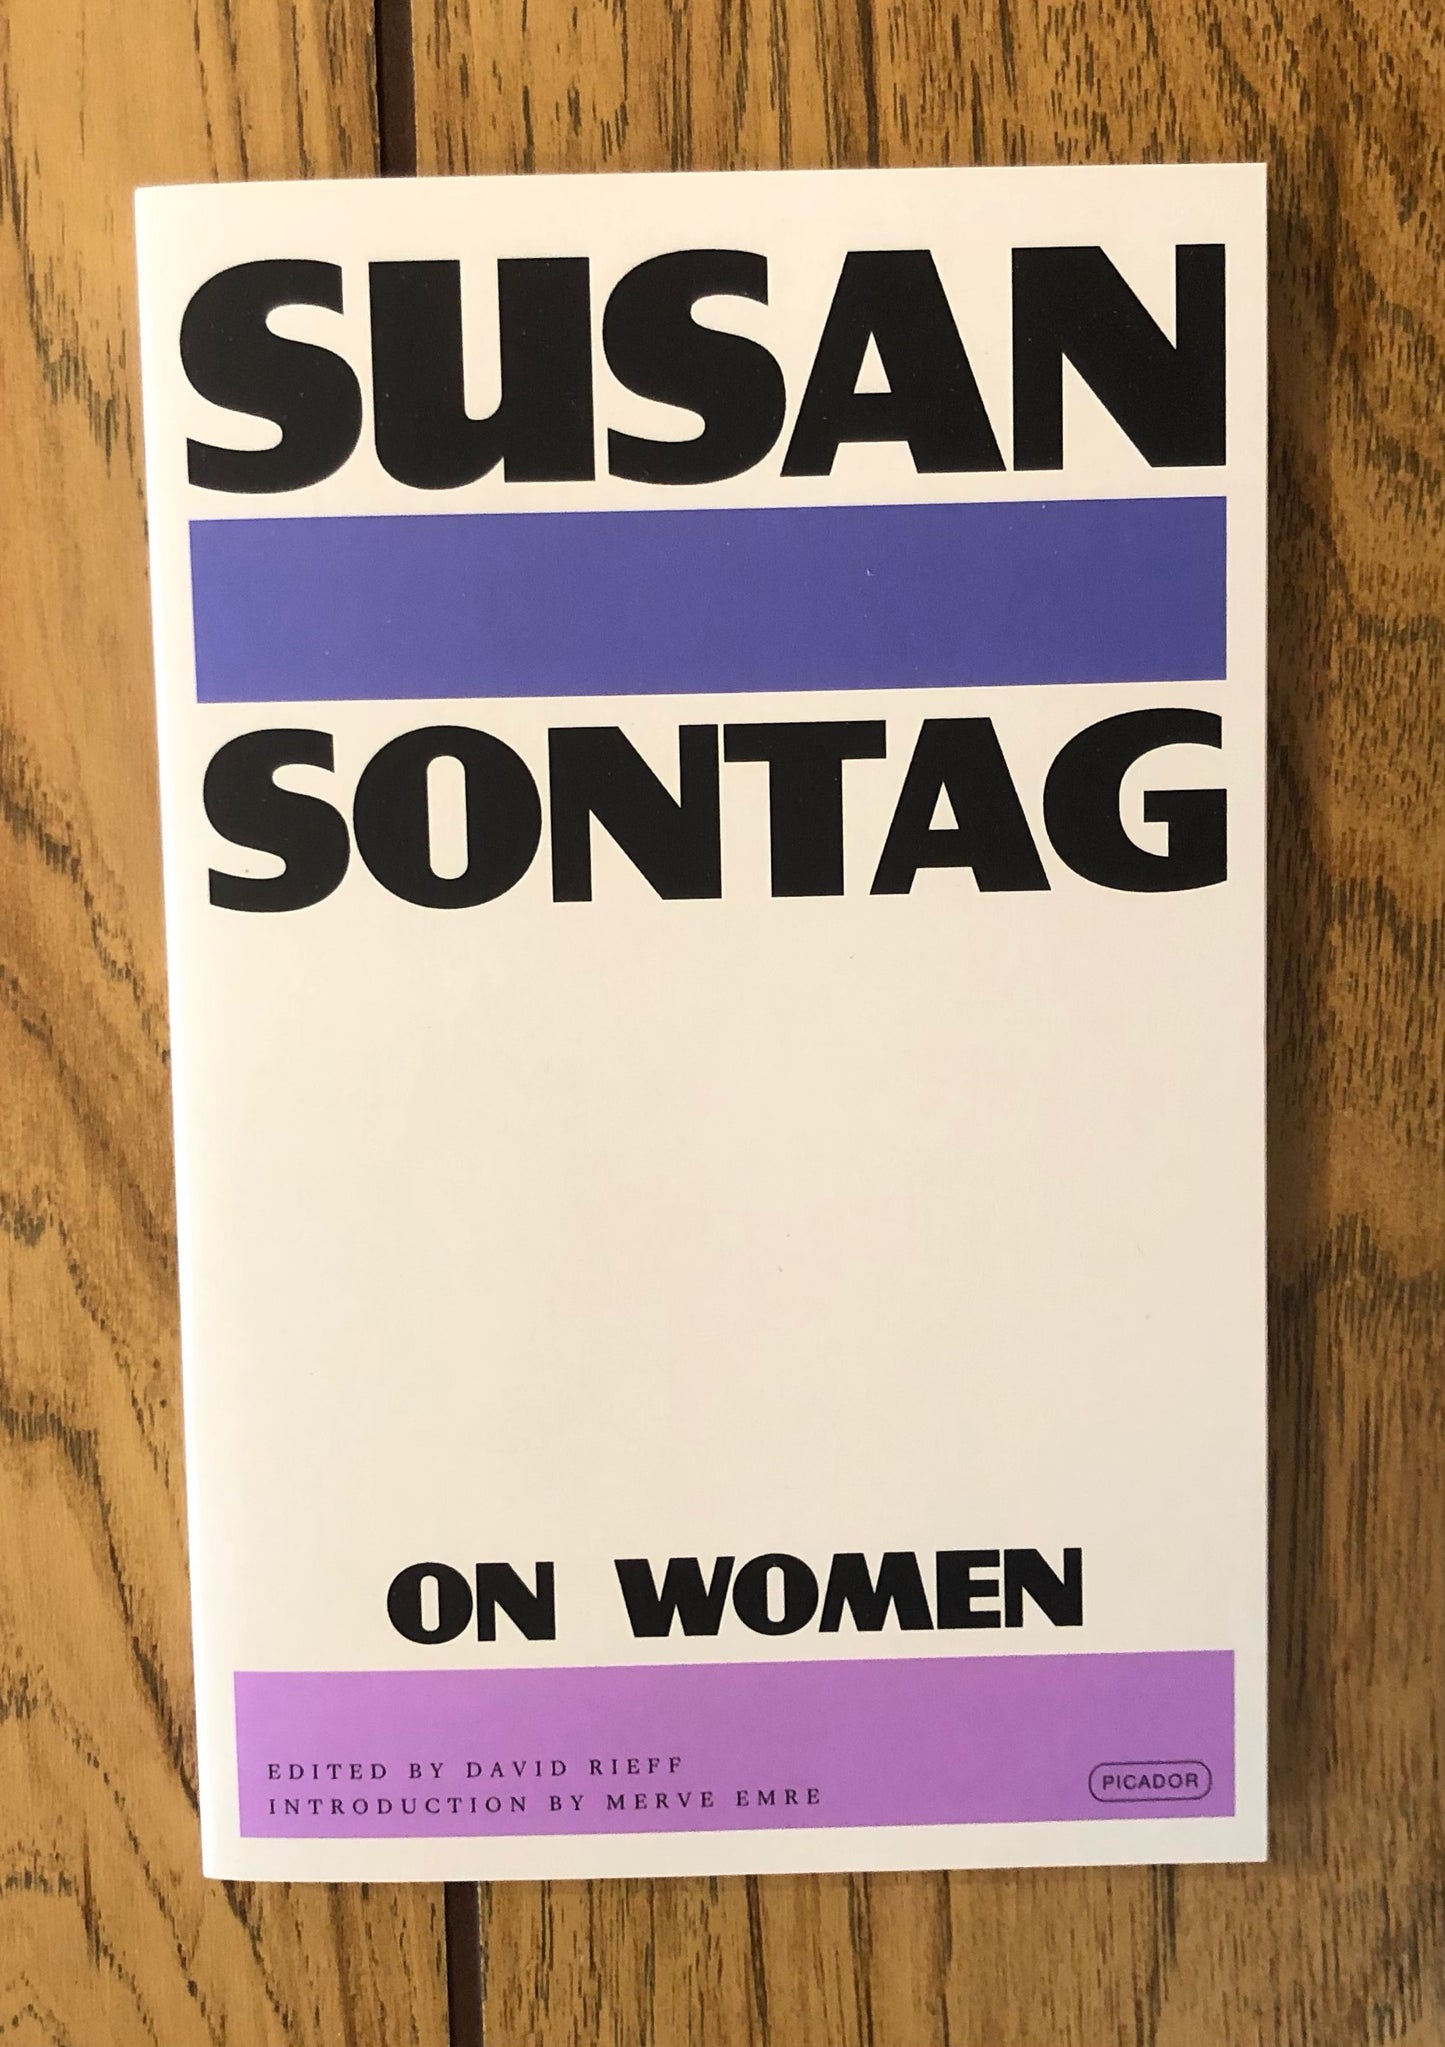 SUSAN
SONTAG
ON WOMEN
EDITED BY DAVID RIEFF
INTRODUCTION BY MERVE EMRE
PICADOR